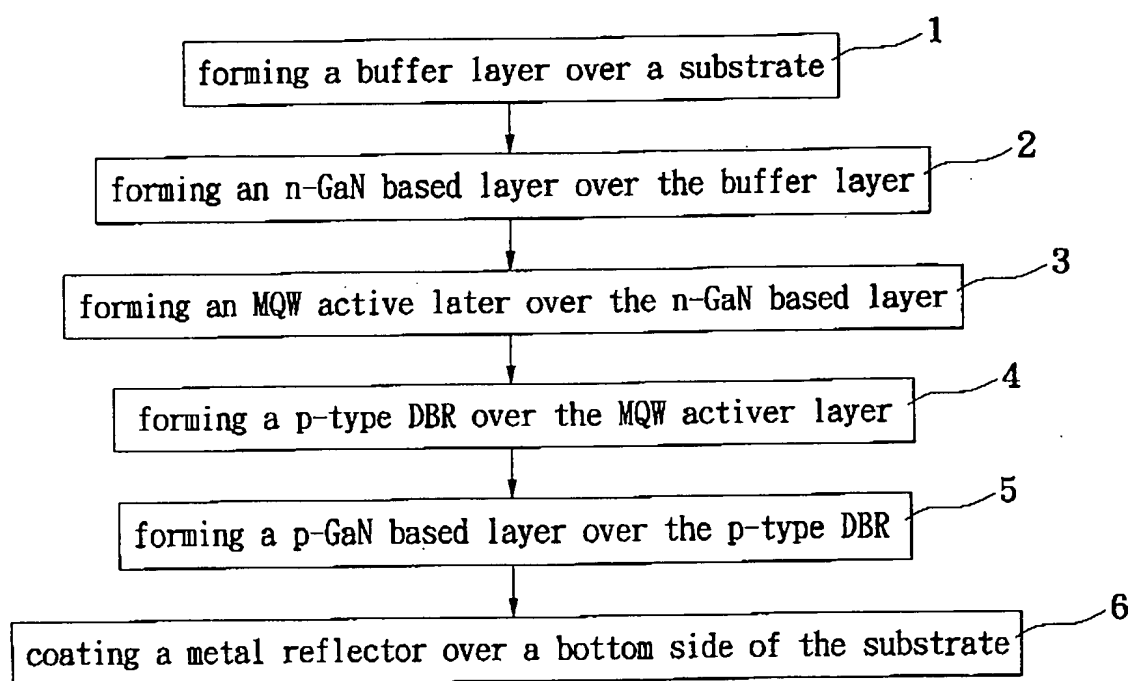 1
forming a buffer layer over a substrate
2
forming an n-GaN based layer over the buffer layer
3
forming an MQW active later over the n-GaN based layer
4
forming a p-type DBR over the MQW activer layer
5
forming a p-GaN based layer over the p-type DBR
6
coating a metal reflector over a bottom side of the substrate